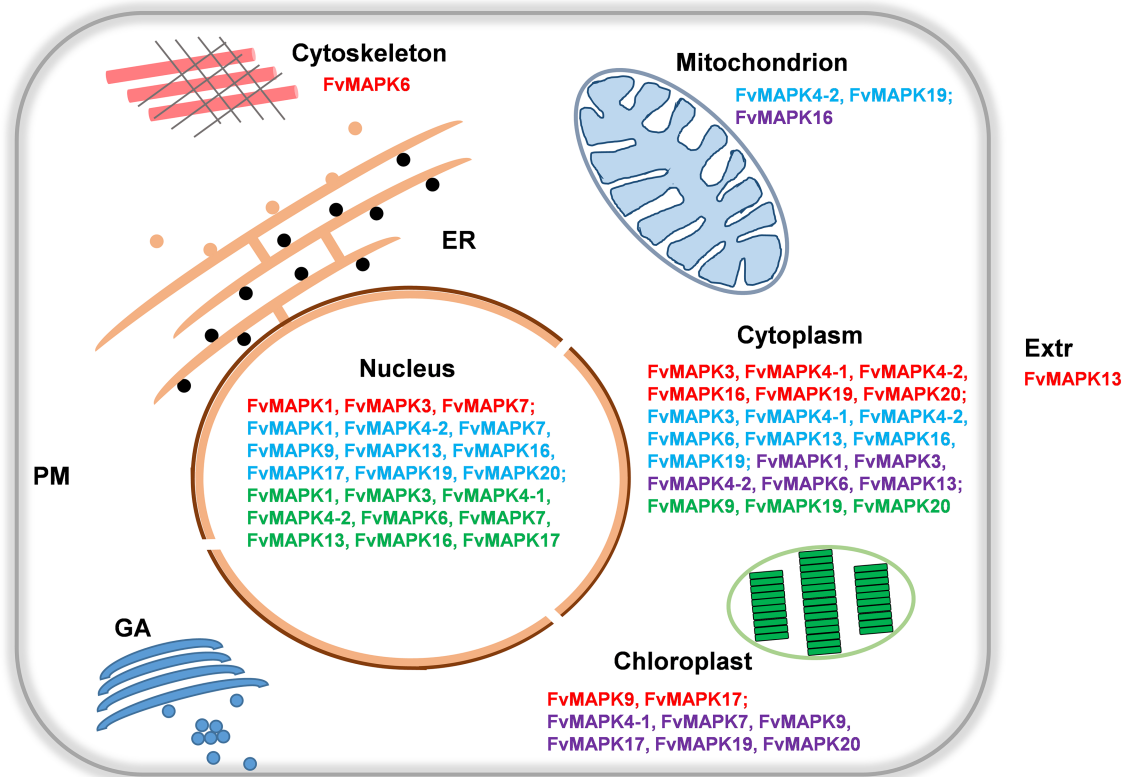 Cytoskeleton
FvMAPK6
Mitochondrion
FvMAPK4-2, FvMAPK19;
FvMAPK16
ER
Nucleus
FvMAPK1, FvMAPK3, FvMAPK7;
FvMAPK1, FvMAPK4-2, FvMAPK7,
FvMAPK9, FvMAPK13, FvMAPK16,
FvMAPK17, FvMAPK19, FvMAPK20;
FvMAPK1, FvMAPK3, FvMAPK4-1,
FvMAPK4-2, FvMAPK6, FvMAPK7,
FvMAPK13, FvMAPK16, FvMAPK17
Cytoplasm
FvMAPK3, FvMAPK4-1, FvMAPK4-2,
FvMAPK16, FvMAPK19, FvMAPK20;
FvMAPK3, FvMAPK4-1, FvMAPK4-2,
FvMAPK6, FvMAPK13, FvMAPK16,
FvMAPK19; FvMAPK1, FvMAPK3,
FvMAPK4-2, FvMAPK6, FvMAPK13;
FvMAPK9, FvMAPK19, FvMAPK20
Extr
FvMAPK13
PM
GA
Chloroplast
FvMAPK9, FvMAPK17;
FvMAPK4-1, FvMAPK7, FvMAPK9,
FvMAPK17, FvMAPK19, FvMAPK20